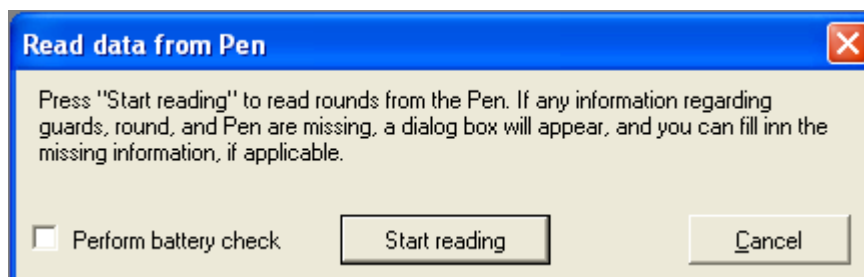 Read data from Pen
Press "Start reading" to read rounds from the Pen. If any information regarding
guards, round, and Pen are missing, a dialog box will appear, and you can fill inn the
missing information, if applicable.
Perform battery check Start reading Cancel